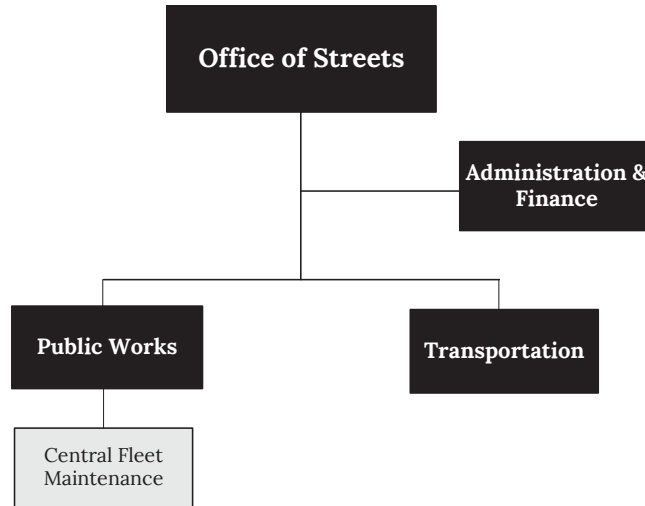 Office of Streets
Administration &
Finance
Public Works
Transportation
Central Fleet
Maintenance